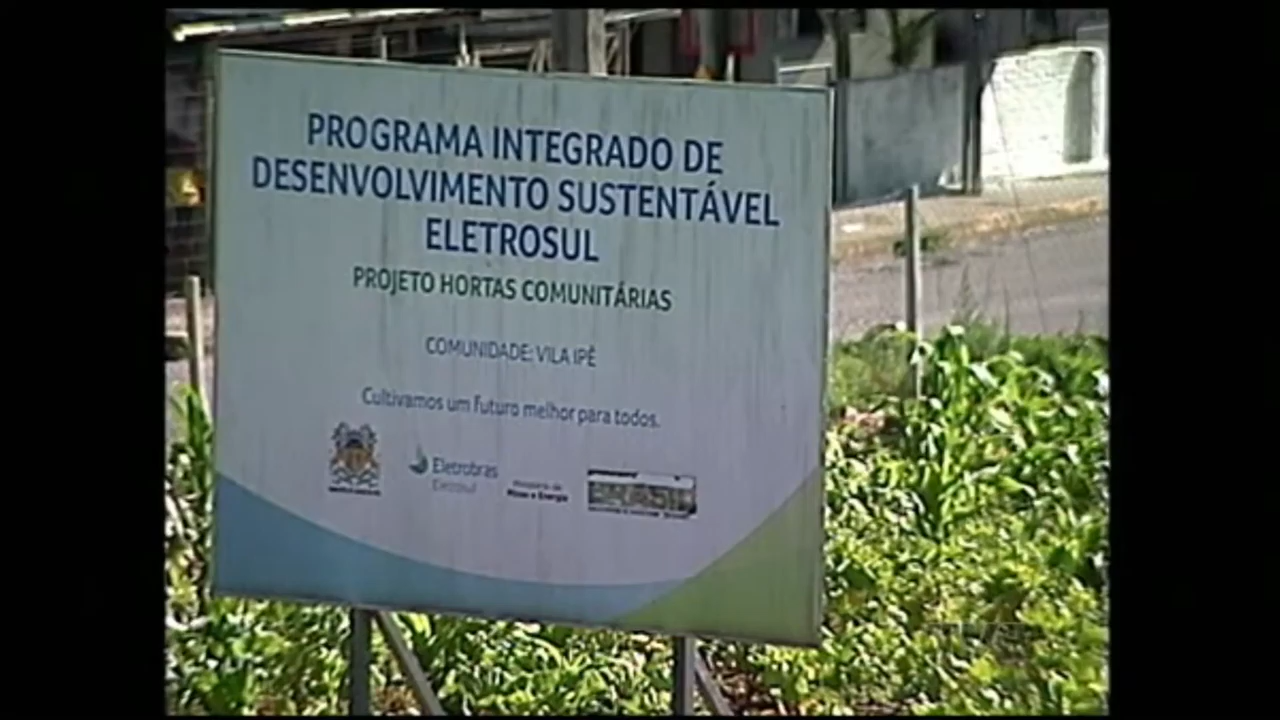 PROGRAMA INTEGRADO DE
DESENVOLVIMENTO SUSTENTÁVEL
ELETROSUL
PROJETO HORTAS COMUNITÁRIAS
COMUNIDADE: VILA IPÊ
Cultivamos um futuro melhor para todos.
Eletrobras
Eletrosul
Ministério de
Minas e Energia